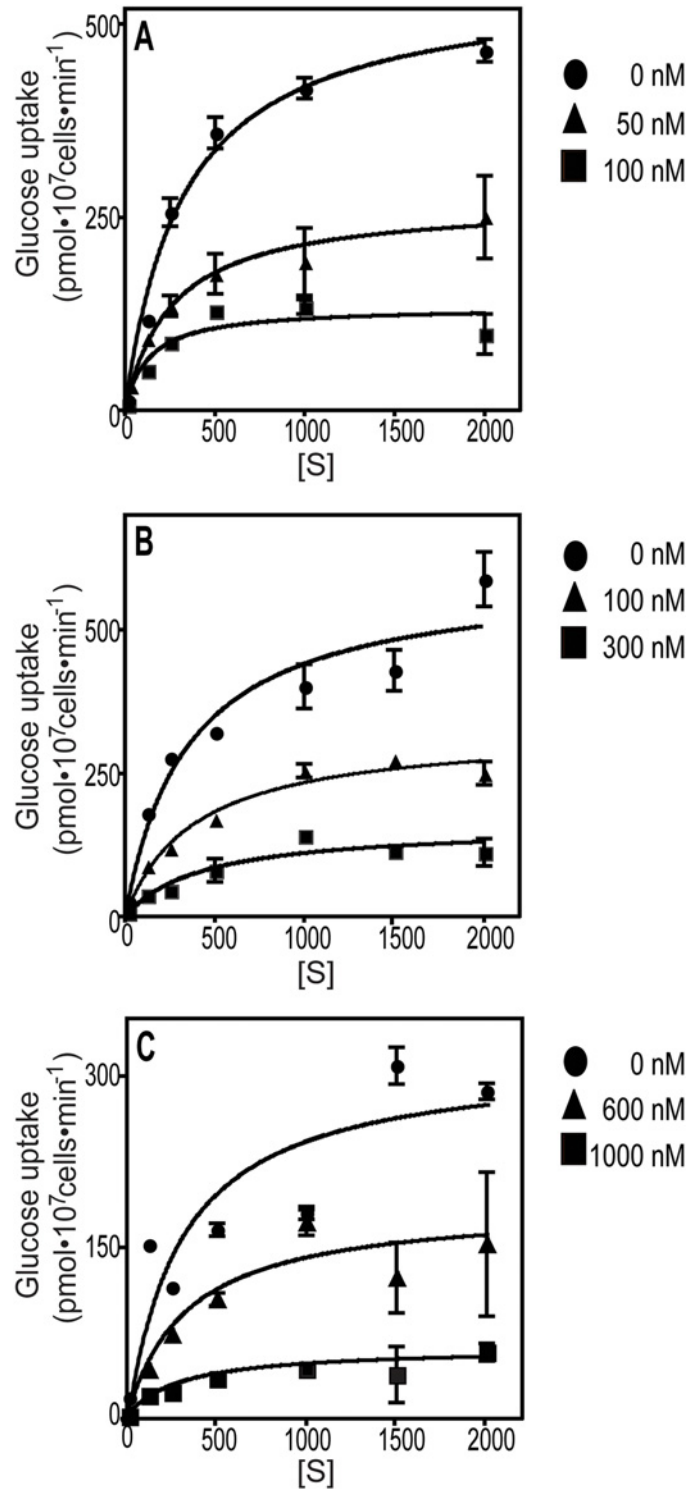 A
Glucose uptake
(pmol•10⁷cells•min⁻¹)
500
250
0
0
500
1000
1500
2000
[S]
0 nM
50 nM
100 nM
B
Glucose uptake
(pmol•10⁷cells•min⁻¹)
500
250
0
0
500
1000
1500
2000
[S]
0 nM
100 nM
300 nM
C
Glucose uptake
(pmol•10⁷cells•min⁻¹)
300
150
0
0
500
1000
1500
2000
[S]
0 nM
600 nM
1000 nM